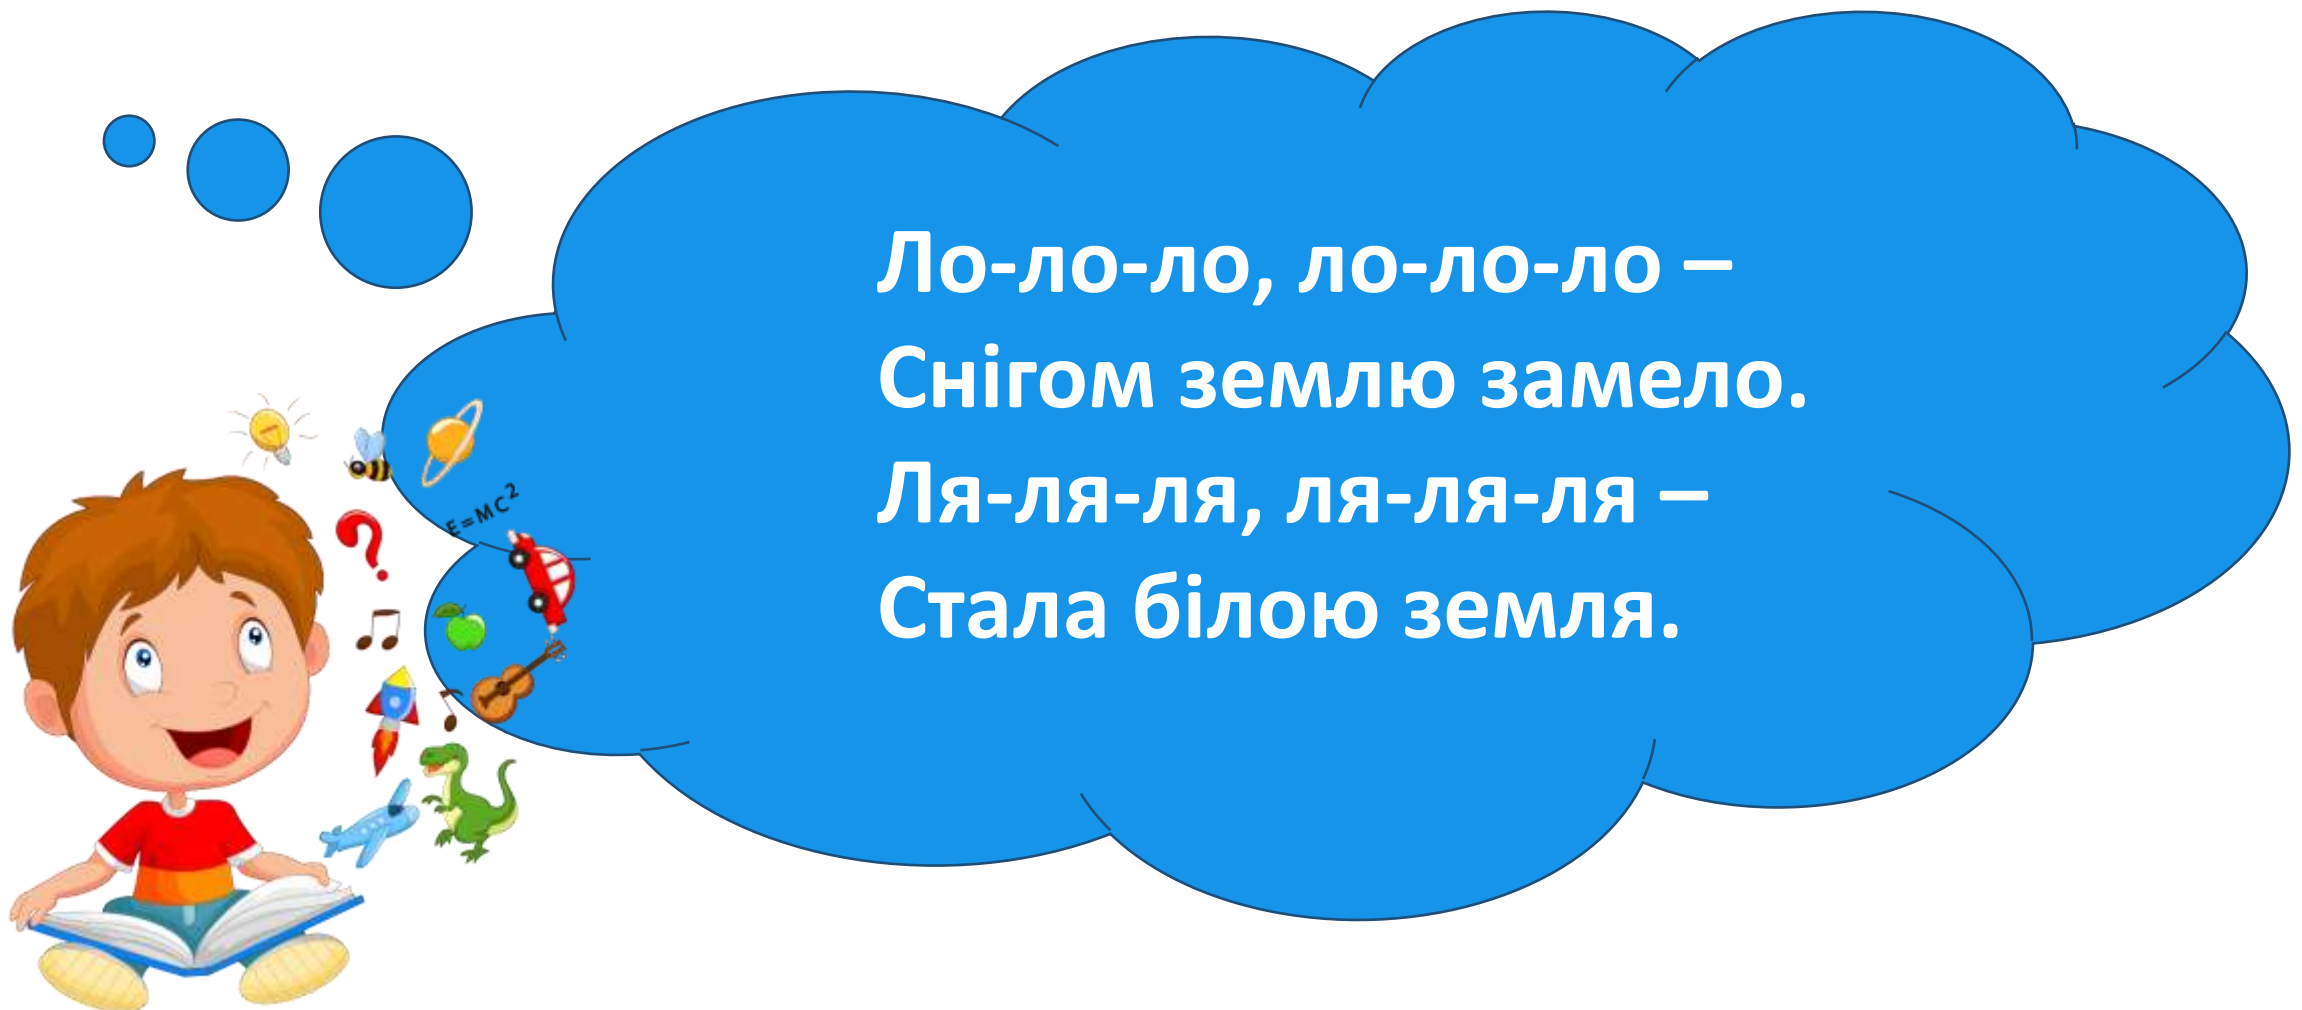 Ло-ло-ло, ло-ло-ло –
Снігом землю замело.
Ля-ля-ля, ля-ля-ля –
Стала білою земля.
E=MC²